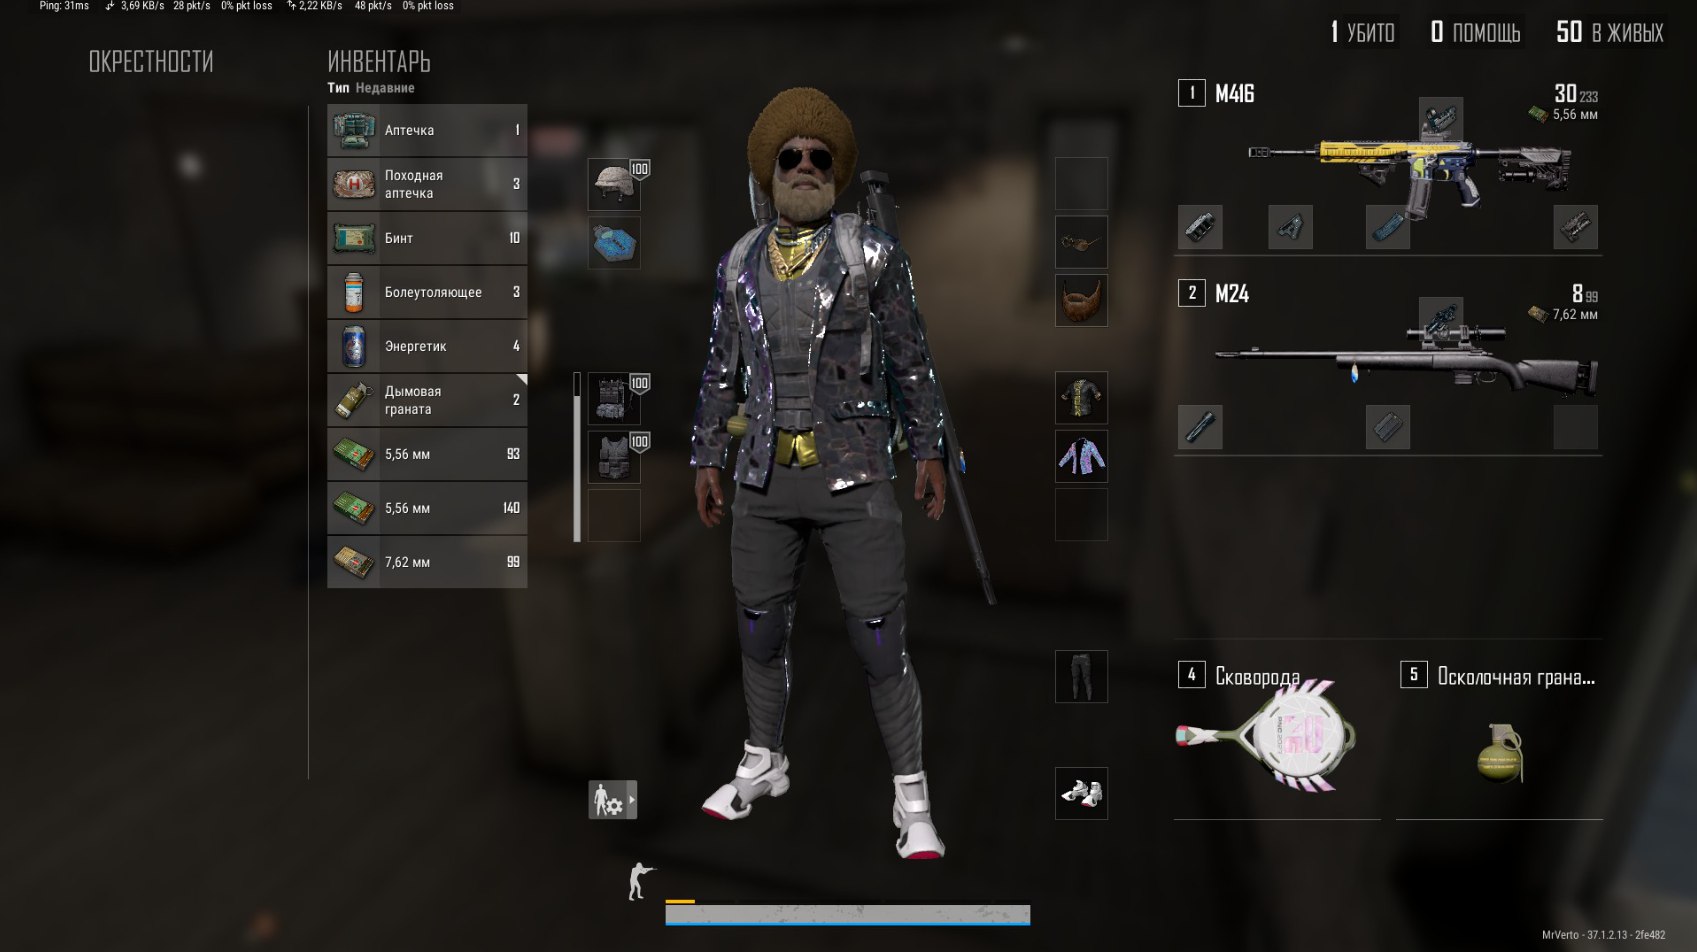 Ping: 31ms 3,69 KB/s 28 pkt/s 0% pkt loss 2,22 KB/s 48 pkt/s 0% pkt loss
1 УБИТО 0 ПОМОЩЬ 50 В ЖИВЫХ
ОКРЕСТНОСТИ
ИНВЕНТАРЬ
Тип Недавние
Аптечка 1
Походная
аптечка 3
Бинт 10
Болеутоляющее 3
Энергетик 4
Дымовая
граната 2
5,56 мм 93
5,56 мм 140
7,62 мм 99
100
100
100
1 M416 30 233
5,56 мм
2 M24 8 99
7,62 мм
4 Сковорода
5 Осколочная грана...
MrVerto - 37.1.2.13 - 2fe482